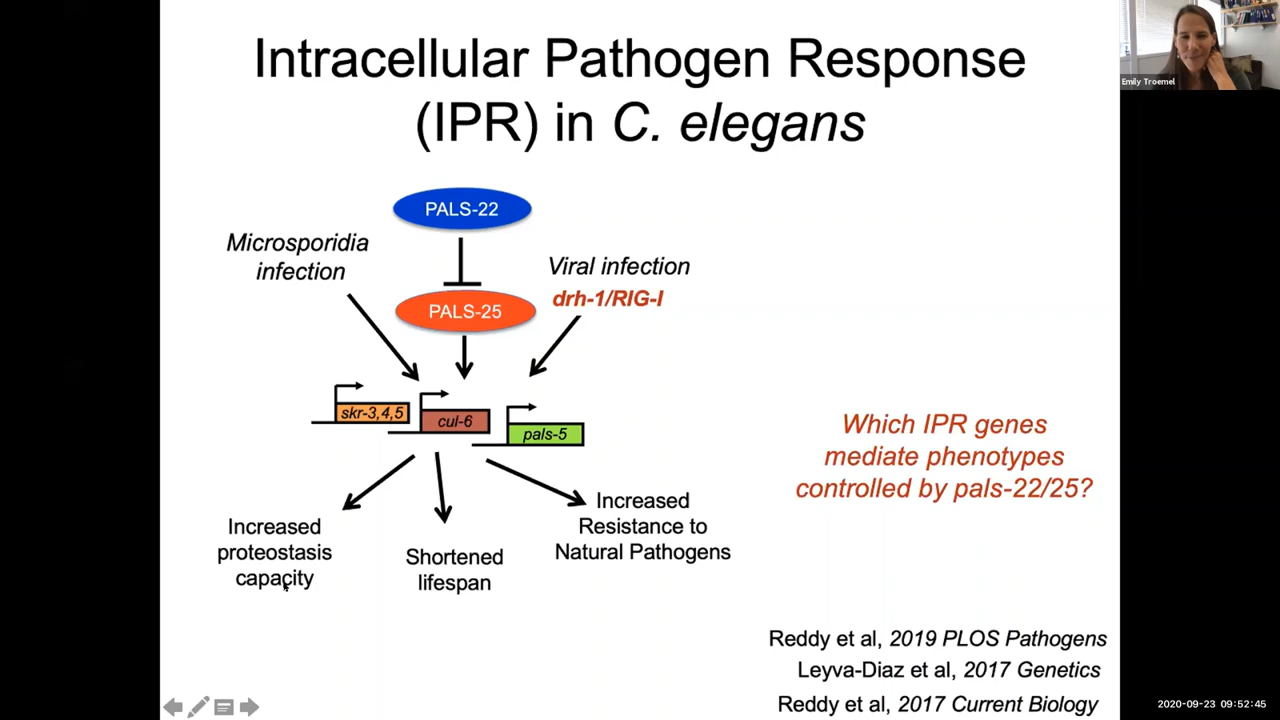 Intracellular Pathogen Response
(IPR) in C. elegans
Emily Troemel
PALS-22
Microsporidia
infection
Viral infection
drh-1/RIG-I
PALS-25
skr-3,4,5
cul-6
pals-5
Which IPR genes
mediate phenotypes
controlled by pals-22/25?
Increased
proteostasis
capacity
Shortened
lifespan
Increased
Resistance to
Natural Pathogens
Reddy et al, 2019 PLOS Pathogens
Leyva-Diaz et al, 2017 Genetics
Reddy et al, 2017 Current Biology
2020-09-23 09:52:45